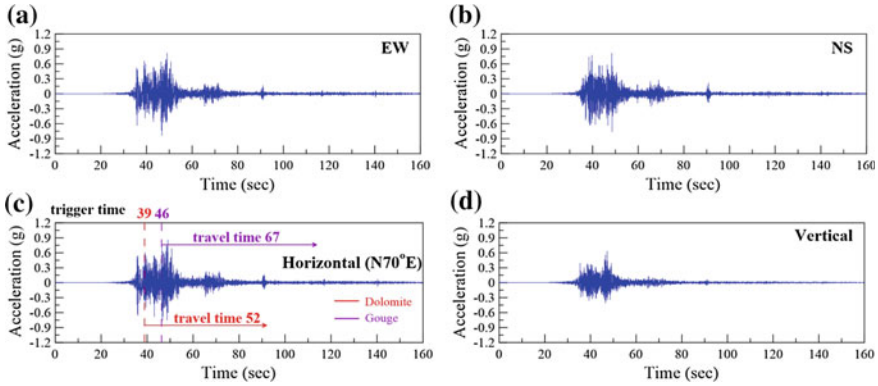 (a)
1.2
0.9
0.6
0.3
0.0
-0.3
-0.6
-0.9
-1.2
Acceleration (g)
EW
0 20 40 60 80 100 120 140 160
Time (sec)
(b)
1.2
0.9
0.6
0.3
0.0
-0.3
-0.6
-0.9
-1.2
Acceleration (g)
NS
0 20 40 60 80 100 120 140 160
Time (sec)
(c)
trigger time 39 46
1.2
0.9
0.6
0.3
0.0
-0.3
-0.6
-0.9
-1.2
Acceleration (g)
travel time 67
Horizontal (N70°E)
Dolomite
Gouge
travel time 52
0 20 40 60 80 100 120 140 160
Time (sec)
(d)
1.2
0.9
0.6
0.3
0.0
-0.3
-0.6
-0.9
-1.2
Acceleration (g)
Vertical
0 20 40 60 80 100 120 140 160
Time (sec)